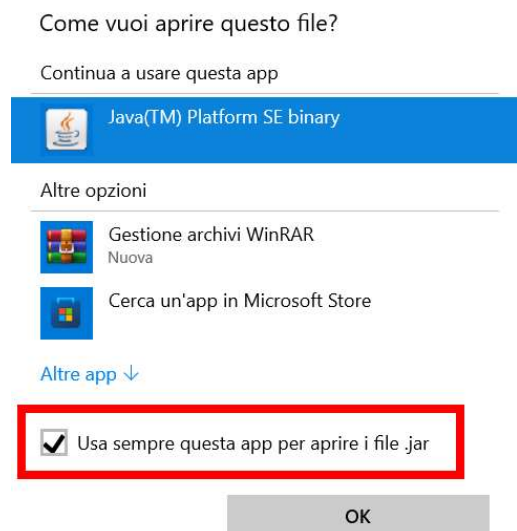 Come vuoi aprire questo file?
Continua a usare questa app
Java(TM) Platform SE binary
Altre opzioni
Gestione archivi WinRAR
Nuova
Cerca un'app in Microsoft Store
Altre app ↓
Usa sempre questa app per aprire i file .jar
OK